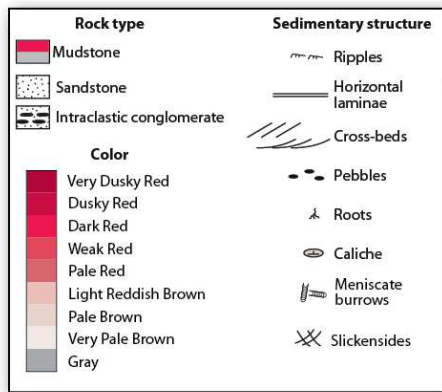 Rock type
Mudstone
Sandstone
Intraclastic conglomerate
Color
Very Dusky Red
Dusky Red
Dark Red
Weak Red
Pale Red
Light Reddish Brown
Pale Brown
Very Pale Brown
Gray
Sedimentary structure
Ripples
Horizontal
laminae
Cross-beds
Pebbles
Roots
Caliche
Meniscate
burrows
Slickensides